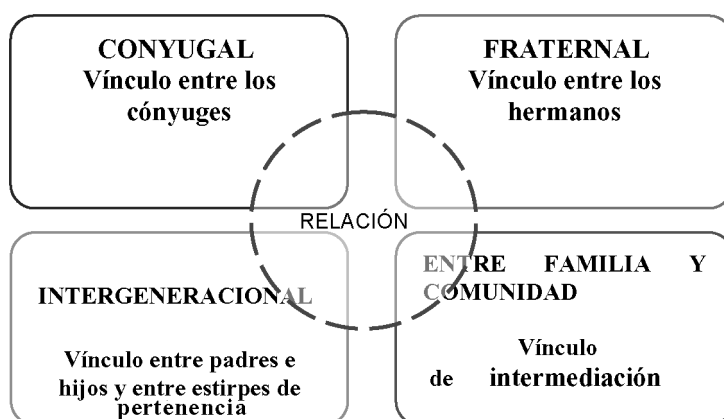 CONYUGAL
Vínculo entre los
cónyuges
FRATERNAL
Vínculo entre los
hermanos
RELACIÓN
INTERGENERACIONAL
Vínculo entre padres e
hijos y entre estirpes de
pertenencia
ENTRE FAMILIA Y
COMUNIDAD
Vínculo
de intermediación